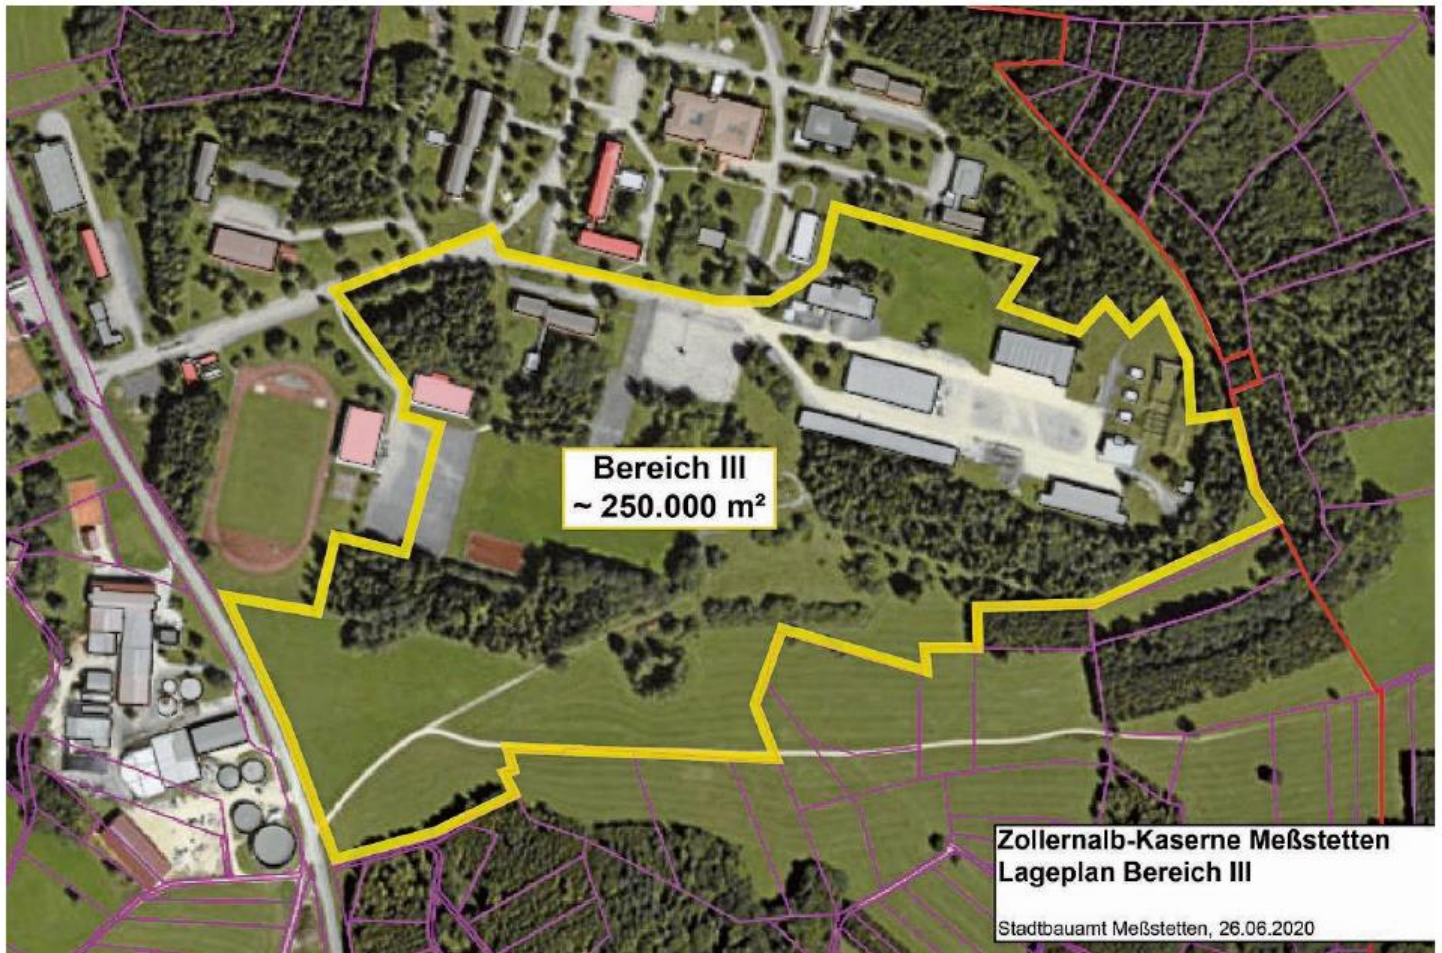 Bereich III
~ 250.000 m²
Zollernalb-Kaserne Meßstetten
Lageplan Bereich III
Stadtbauamt Meßstetten, 26.06.2020